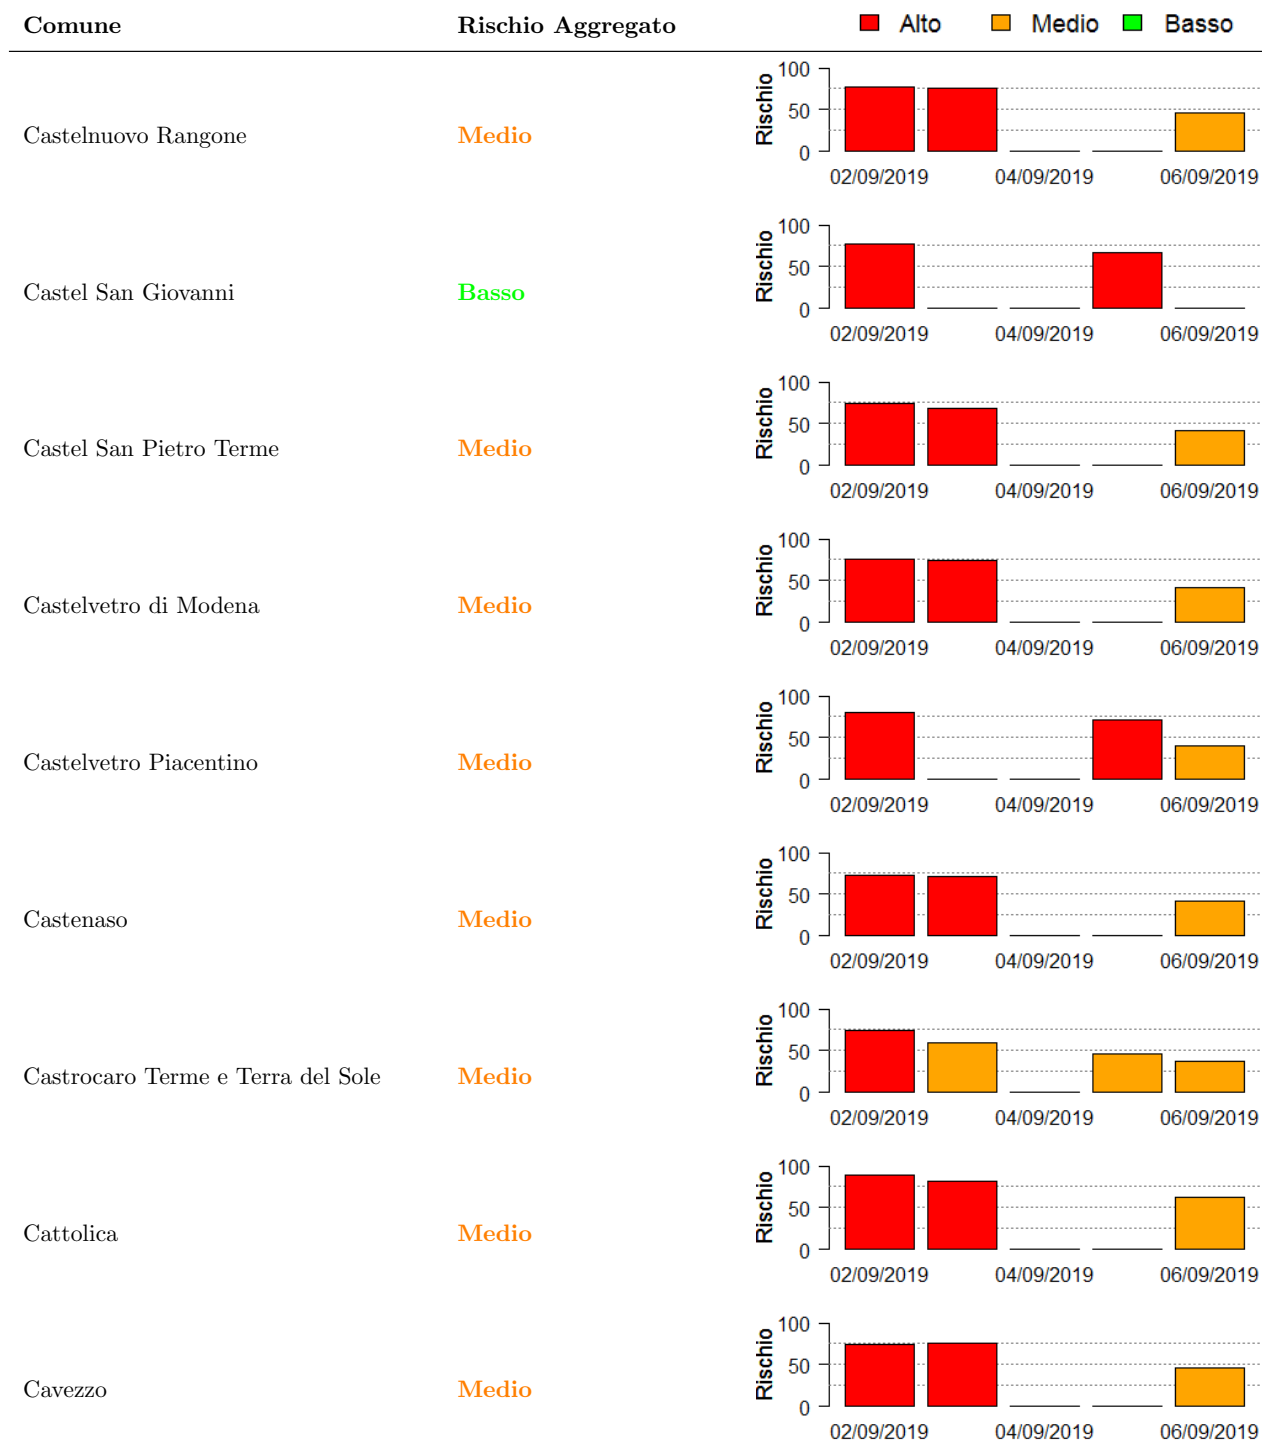 Comune Rischio Aggregato Alto Medio Basso
Castelnuovo Rangone Medio Rischio 100 50 0
02/09/2019 04/09/2019 06/09/2019
Castel San Giovanni Basso Rischio 100 50 0
02/09/2019 04/09/2019 06/09/2019
Castel San Pietro Terme Medio Rischio 100 50 0
02/09/2019 04/09/2019 06/09/2019
Castelvetro di Modena Medio Rischio 100 50 0
02/09/2019 04/09/2019 06/09/2019
Castelvetro Piacentino Medio Rischio 100 50 0
02/09/2019 04/09/2019 06/09/2019
Castenaso Medio Rischio 100 50 0
02/09/2019 04/09/2019 06/09/2019
Castrocaro Terme e Terra del Sole Medio Rischio 100 50 0
02/09/2019 04/09/2019 06/09/2019
Cattolica Medio Rischio 100 50 0
02/09/2019 04/09/2019 06/09/2019
Cavezzo Medio Rischio 100 50 0
02/09/2019 04/09/2019 06/09/2019